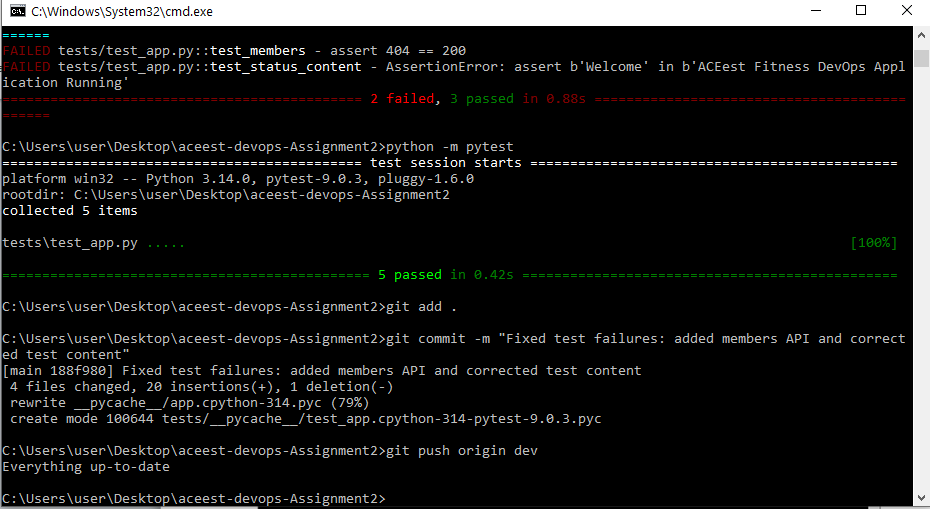 C:\Windows\System32\cmd.exe
======
FAILED tests/test_app.py::test_members - assert 404 == 200
FAILED tests/test_app.py::test_status_content - AssertionError: assert b'Welcome' in b'ACEest Fitness DevOps Appl
ication Running'
============================================= 2 failed, 3 passed in 0.88s =======================================
======
C:\Users\user\Desktop\aceest-devops-Assignment2>python -m pytest
============================================= test session starts ==============================================
platform win32 -- Python 3.14.0, pytest-9.0.3, pluggy-1.6.0
rootdir: C:\Users\user\Desktop\aceest-devops-Assignment2
collected 5 items
tests\test_app.py ..... [100%]
============================================== 5 passed in 0.42s ===============================================
C:\Users\user\Desktop\aceest-devops-Assignment2>git add .
C:\Users\user\Desktop\aceest-devops-Assignment2>git commit -m "Fixed test failures: added members API and correct
ed test content"
[main 188f980] Fixed test failures: added members API and corrected test content
 4 files changed, 20 insertions(+), 1 deletion(-)
 rewrite __pycache__/app.cpython-314.pyc (79%)
 create mode 100644 tests/__pycache__/test_app.cpython-314-pytest-9.0.3.pyc
C:\Users\user\Desktop\aceest-devops-Assignment2>git push origin dev
Everything up-to-date
C:\Users\user\Desktop\aceest-devops-Assignment2>